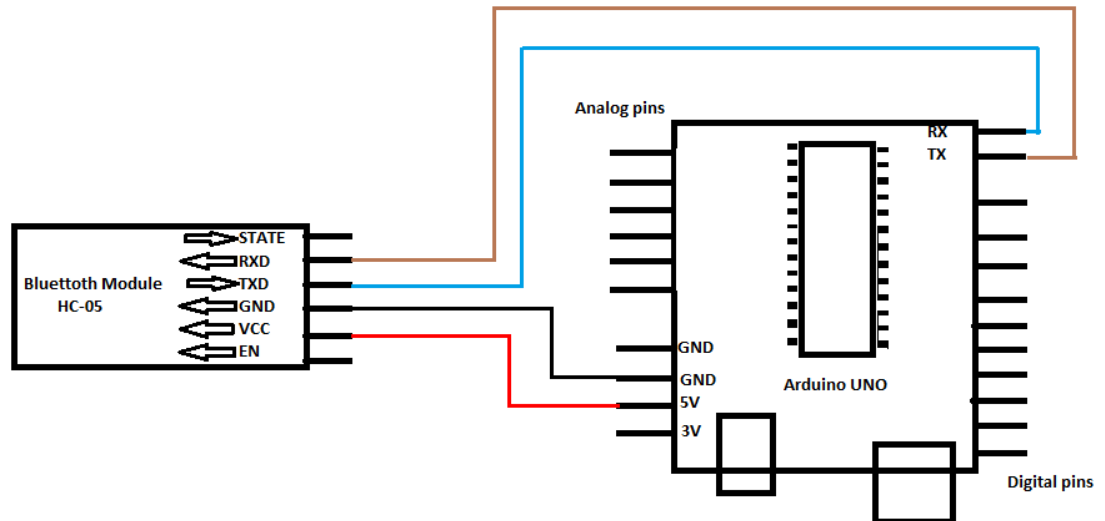 Analog pins
RX
TX
STATE
RXD
Bluettoth Module
TXD
HC-05
GND
VCC
EN
GND
GND
Arduino UNO
5V
3V
Digital pins